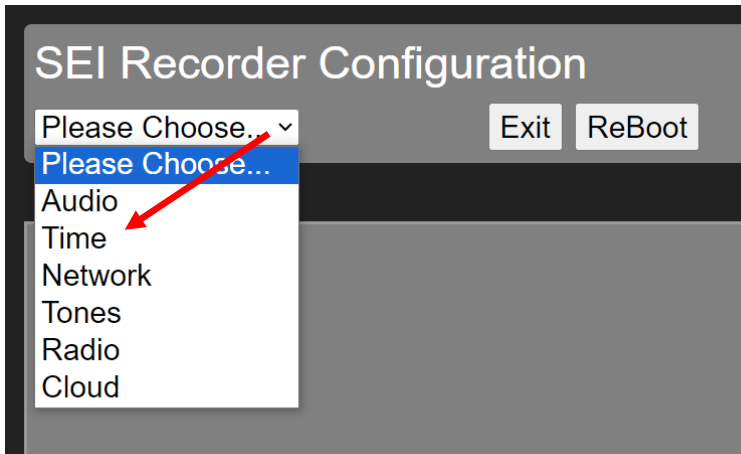 SEI Recorder Configuration
Please Choose... Exit ReBoot
Please Choose...
Audio
Time
Network
Tones
Radio
Cloud